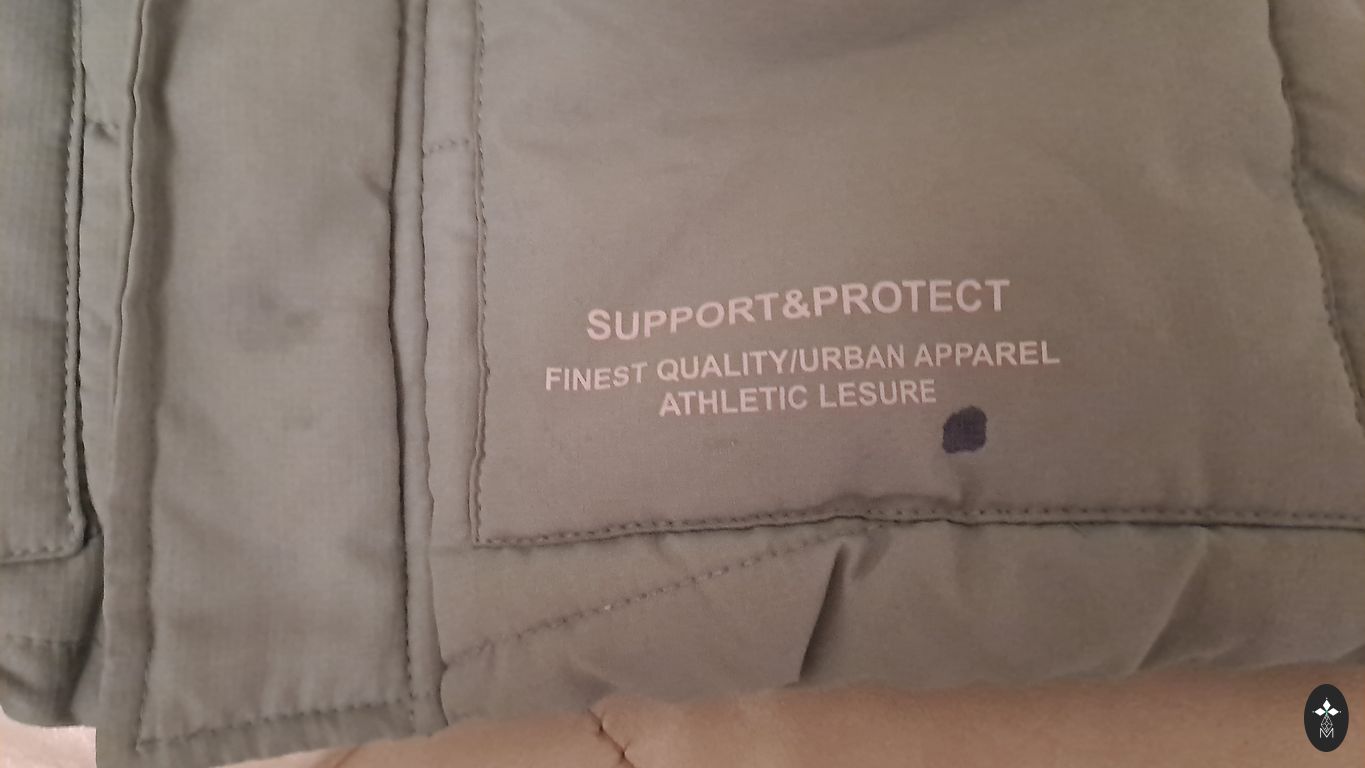 SUPPORT&PROTECT
FINEST QUALITY/URBAN APPAREL
ATHLETIC LESURE
M